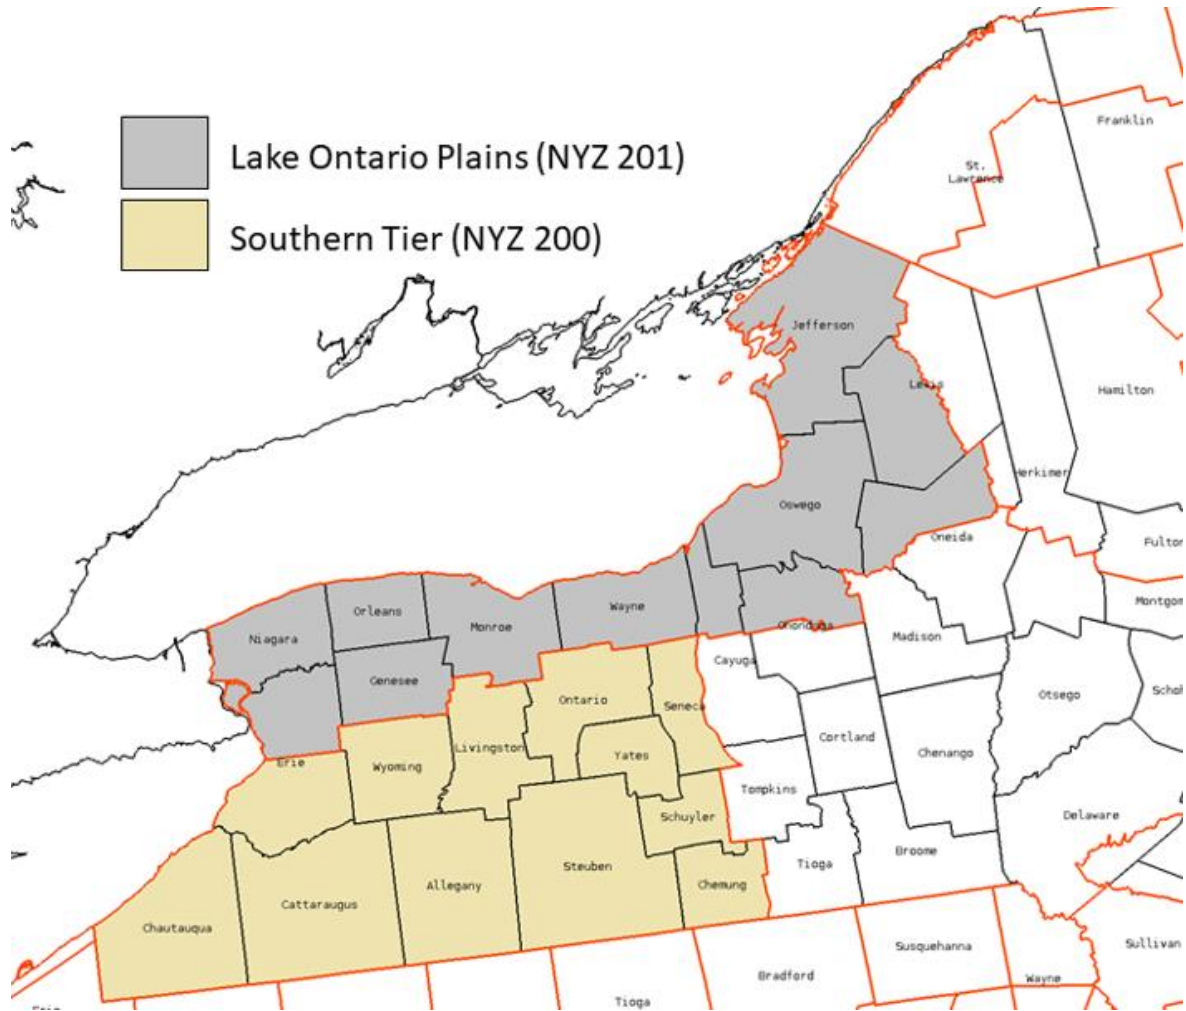 Lake Ontario Plains (NYZ 201)
Southern Tier (NYZ 200)
Franklin
St.
Lawrence
Jefferson
Lewis
Hamilton
Herkimer
Oswego
Oneida
Fulton
Montgom
Orleans
Niagara
Monroe
Wayne
Onondaga
Madison
Cayuga
Genesee
Ontario
Seneca
Otsego
Schoh
Livingston
Yates
Cortland
Chenango
Erie
Wyoming
Tompkins
Schuyler
Delaware
Steuben
Tioga
Broome
Allegany
Chemung
Cattaraugus
Chautauqua
Susquehanna
Sullivan
Bradford
Wayne
Tioga
Erie